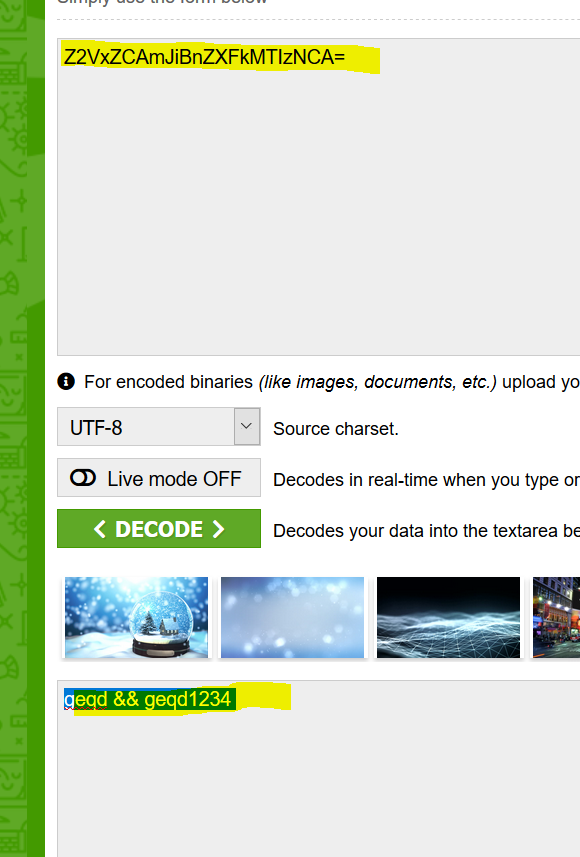 Simply use the form below
Z2VxZCAmJiBnZXFkMTIzNCA=
For encoded binaries (like images, documents, etc.) upload yo
UTF-8 Source charset.
Live mode OFF Decodes in real-time when you type or
< DECODE > Decodes your data into the textarea be
geqd && geqd1234